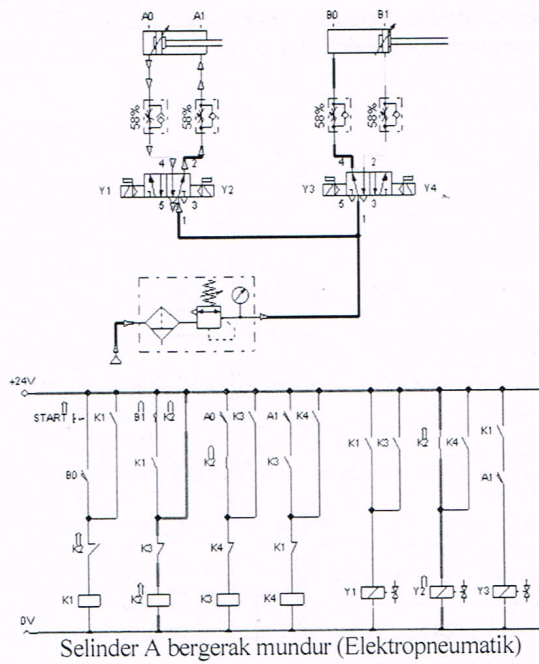 A0 A1 B0 B1
58% 58% 58% 58%
4 2 4 2
Y1 Y2 Y3 Y4
5 3 5 3
1 1
+24V
START K1 B1 K2 A0 K3 A1 K4 K1 K3 K2 K4 K1
B0 K1 K2 K3 A1
K2 K3 K4 K1
K1 K2 K3 K4 Y1 Y2 Y3
0V
Selinder A bergerak mundur (Elektropneumatik)